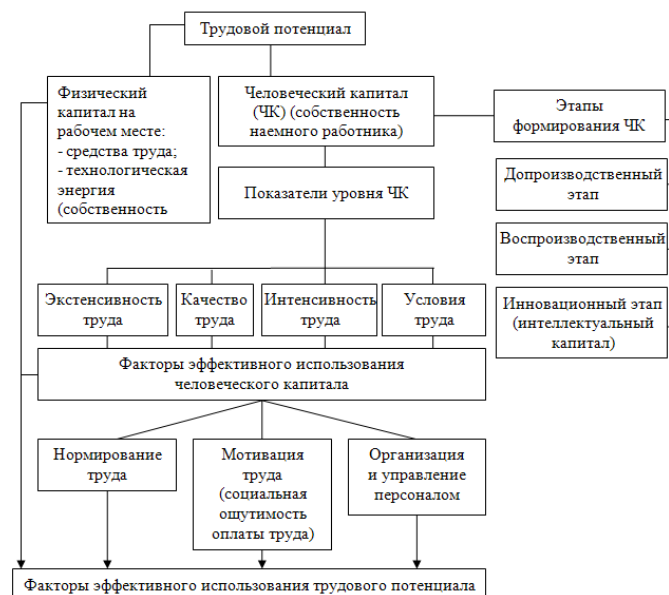 Трудовой потенциал
Физический
капитал на
рабочем месте:
- средства труда;
- технологическая
энергия
(собственность
Человеческий капитал
(ЧК) (собственность
наемного работника)
Этапы
формирования ЧК
Показатели уровня ЧК
Допроизводственный
этап
Воспроизводственный
этап
Инновационный этап
(интеллектуальный
капитал)
Экстенсивность
труда
Качество
труда
Интенсивность
труда
Условия
труда
Факторы эффективного использования
человеческого капитала
Нормирование
труда
Мотивация
труда
(социальная
ощутимость
оплаты труда)
Организация
и управление
персоналом
Факторы эффективного использования трудового потенциала